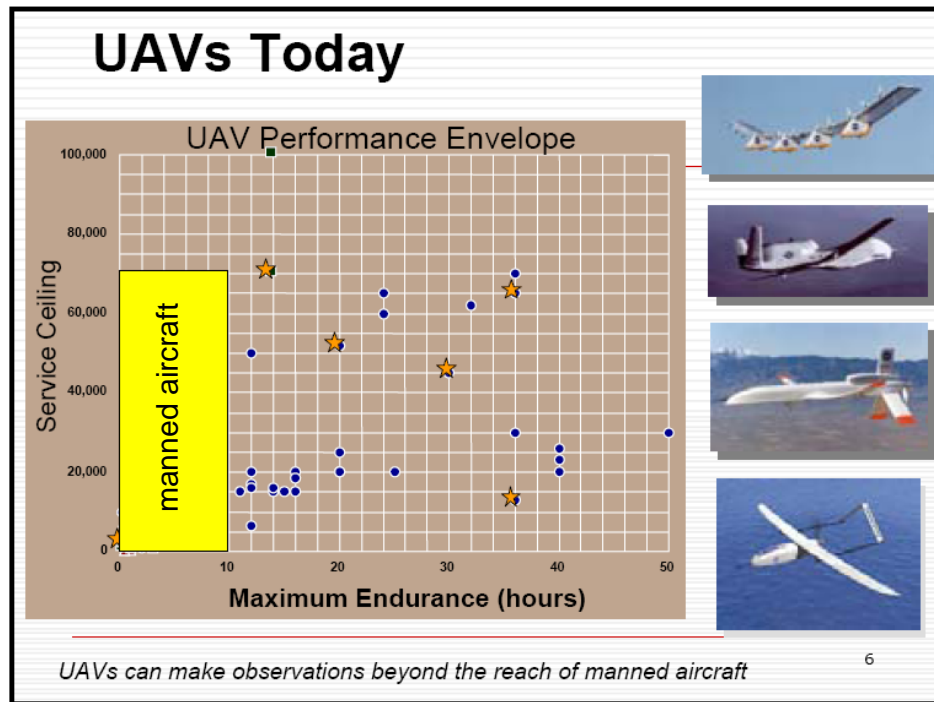 UAVs Today
UAV Performance Envelope
100,000
80,000
60,000
40,000
20,000
0
Service Ceiling
manned aircraft
0
10
20
30
40
50
Maximum Endurance (hours)
UAVs can make observations beyond the reach of manned aircraft
6